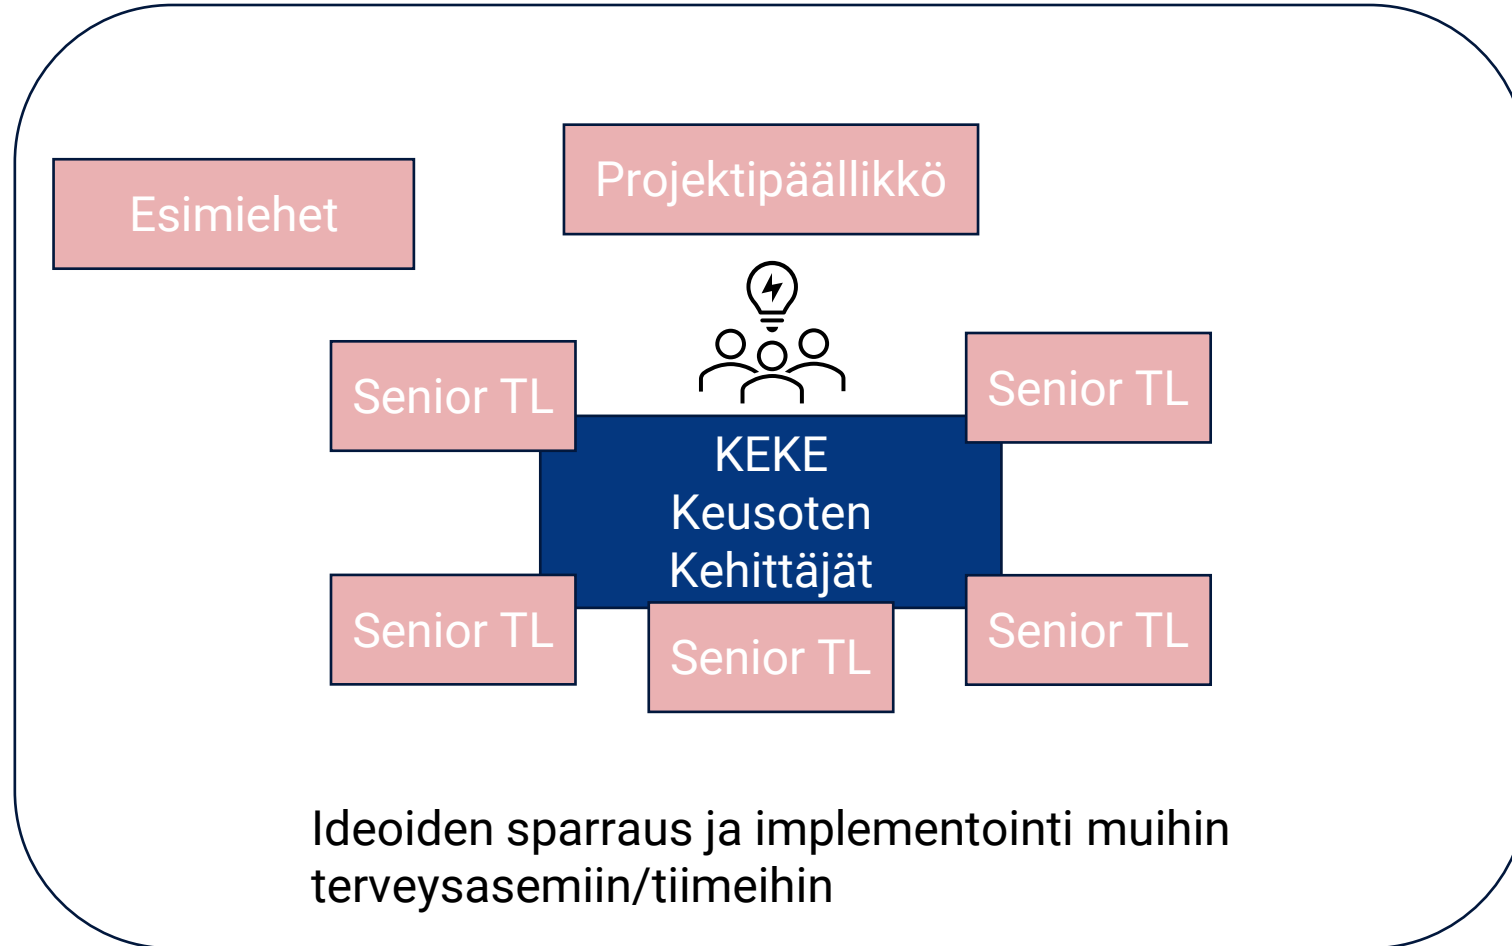 Esimiehet
Projektipäällikkö
Senior TL
Senior TL
KEKE
Keusoten
Kehittäjät
Senior TL
Senior TL
Senior TL
Ideoiden sparraus ja implementointi muihin
terveysasemiin/tiimeihin